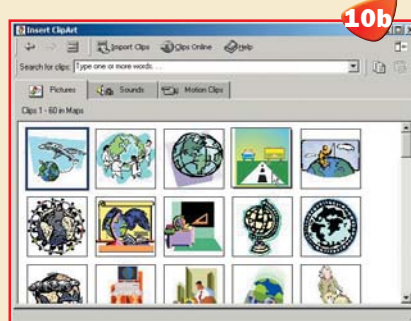 10b
Insert ClipArt
Import Clips Clips Online Help
Search for clips: Type one or more words. . .
Pictures Sounds Motion Clips
Clips 1 - 60 in Maps